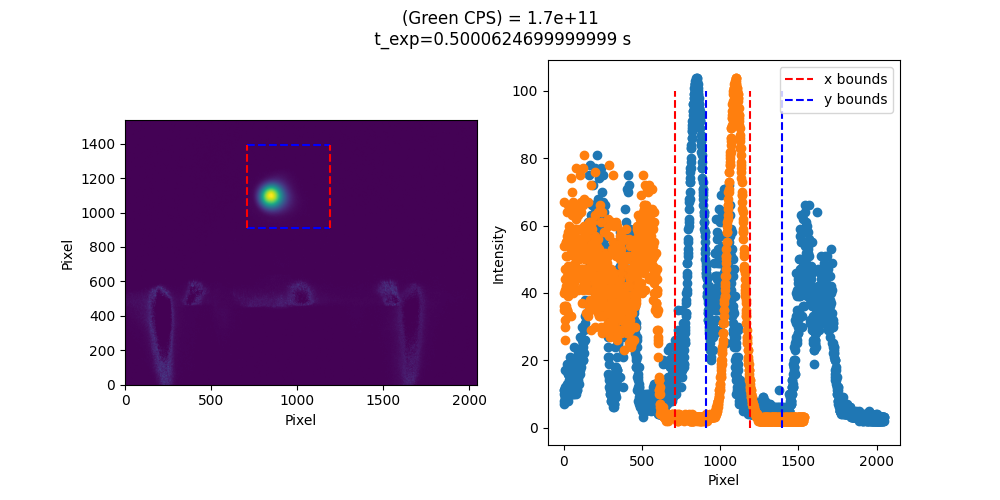 (Green CPS) = 1.7e+11
t_exp=0.5000624699999999 s
Pixel
1400
1200
1000
800
600
400
200
0
0 500 1000 1500 2000
Pixel
Intensity
100
80
60
40
20
0
0 500 1000 1500 2000
Pixel
x bounds
y bounds